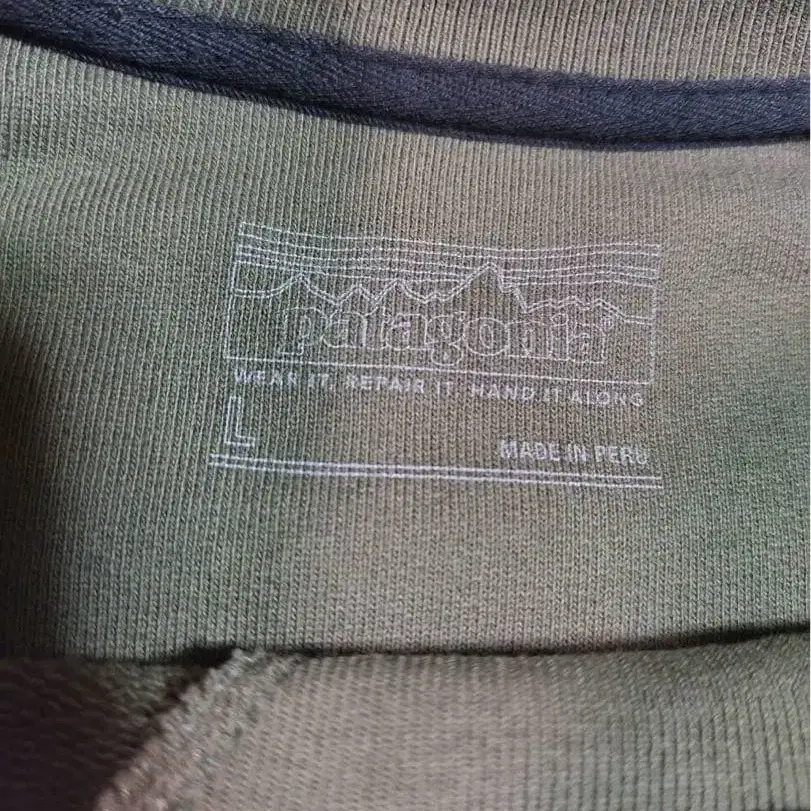 patagonia®
WEAR IT, REPAIR IT, HAND IT ALONG
L
MADE IN PERU